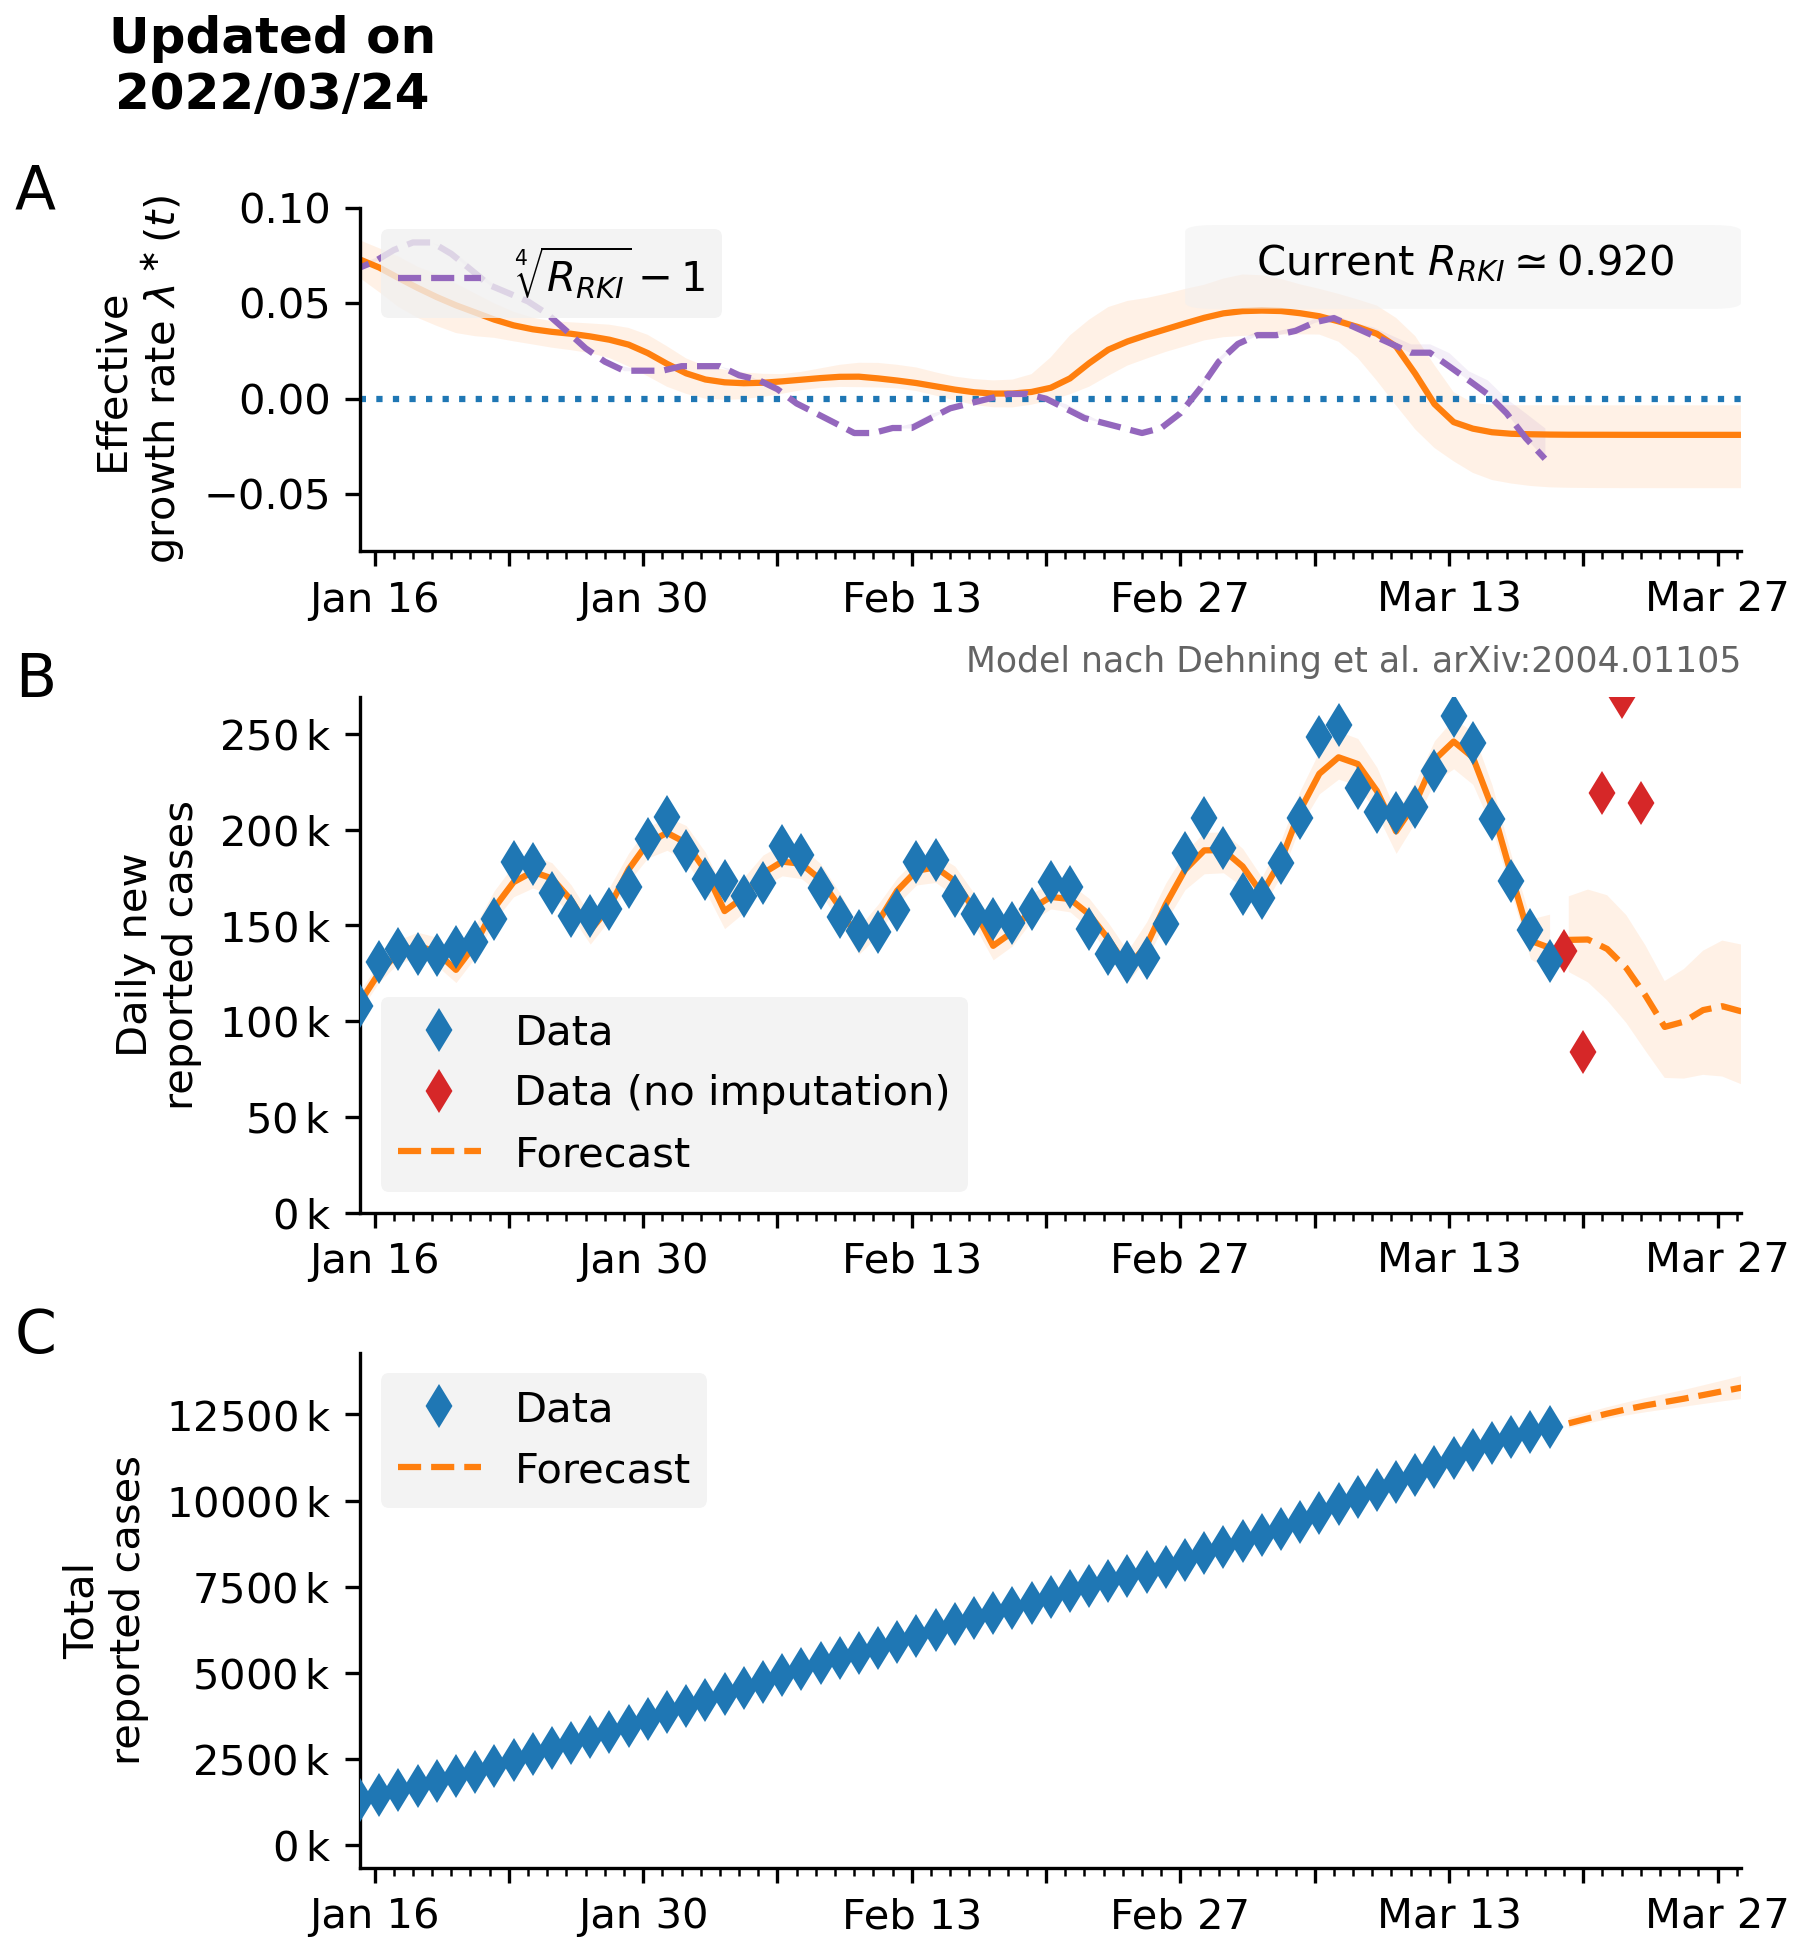 Updated on
2022/03/24
A
Effective
growth rate λ * (t)
0.10
0.05
0.00
−0.05
∜R_RKI − 1
Current R_RKI ≃ 0.920
Jan 16
Jan 30
Feb 13
Feb 27
Mar 13
Mar 27
Model nach Dehning et al. arXiv:2004.01105
B
Daily new
reported cases
250 k
200 k
150 k
100 k
50 k
0 k
Data
Data (no imputation)
Forecast
Jan 16
Jan 30
Feb 13
Feb 27
Mar 13
Mar 27
C
Total
reported cases
12500 k
10000 k
7500 k
5000 k
2500 k
0 k
Data
Forecast
Jan 16
Jan 30
Feb 13
Feb 27
Mar 13
Mar 27